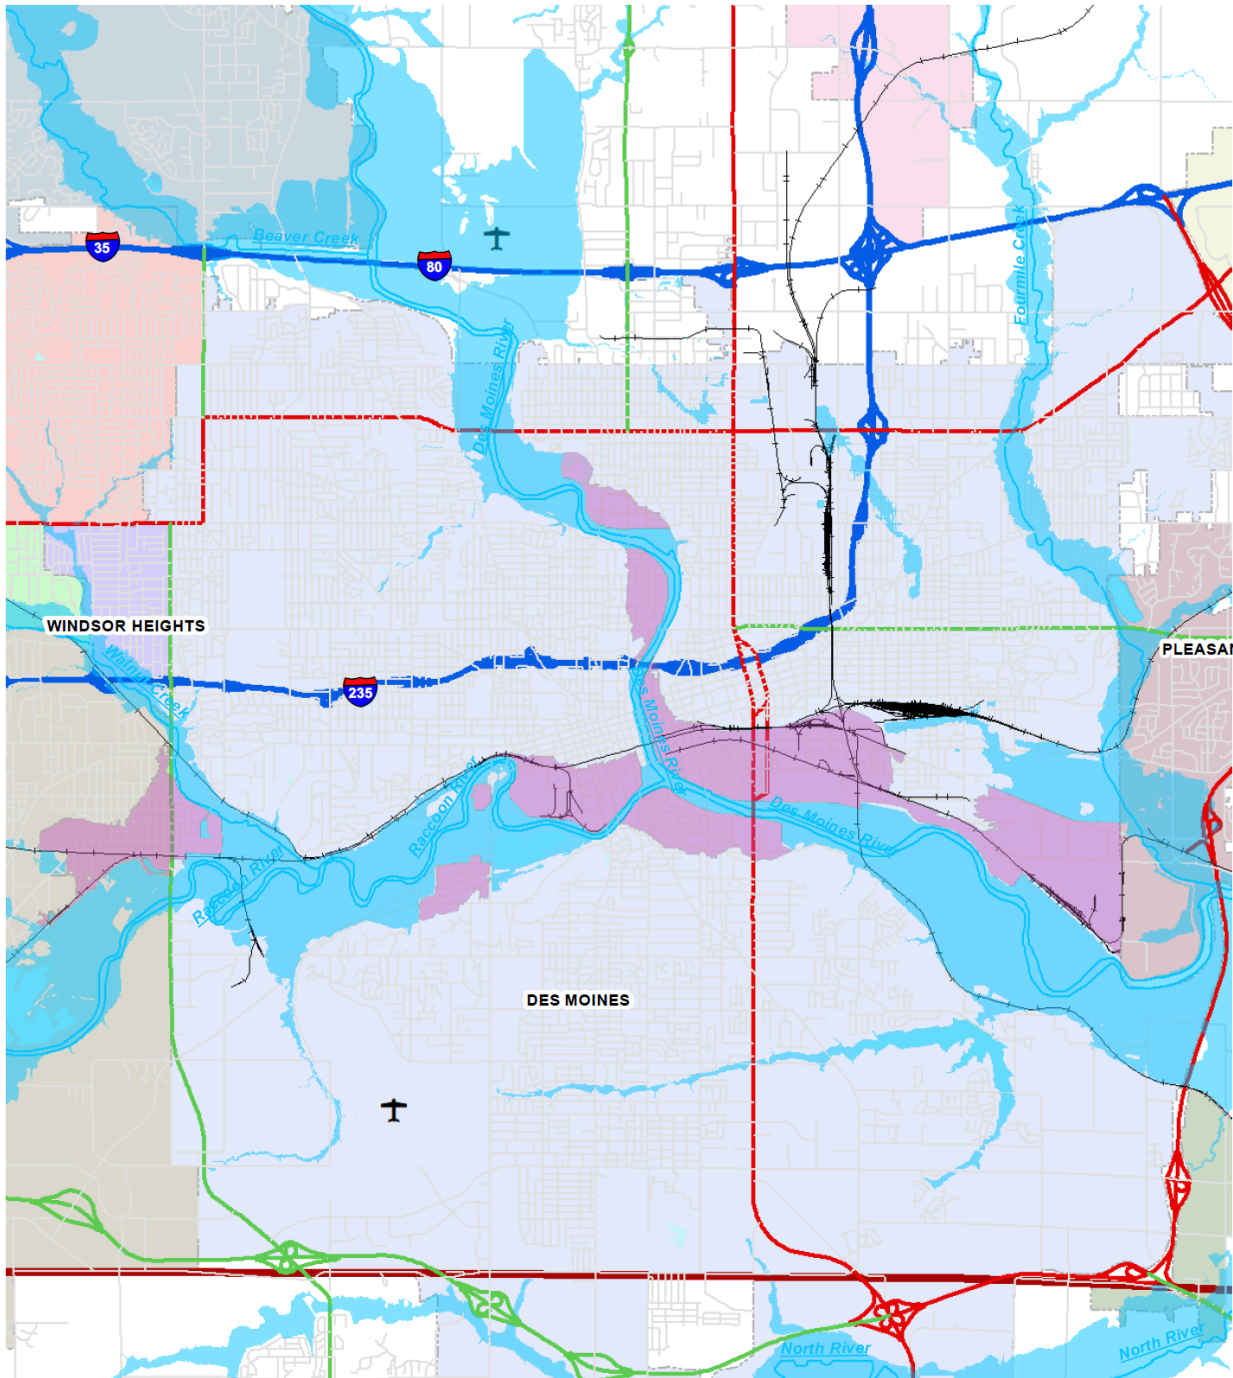 Beaver Creek
35
80
Fourmile Creek
Des Moines River
WINDSOR HEIGHTS
PLEASAN
Walnut Creek
235
Des Moines River
Raccoon River
Des Moines River
Raccoon River
DES MOINES
North River
North River